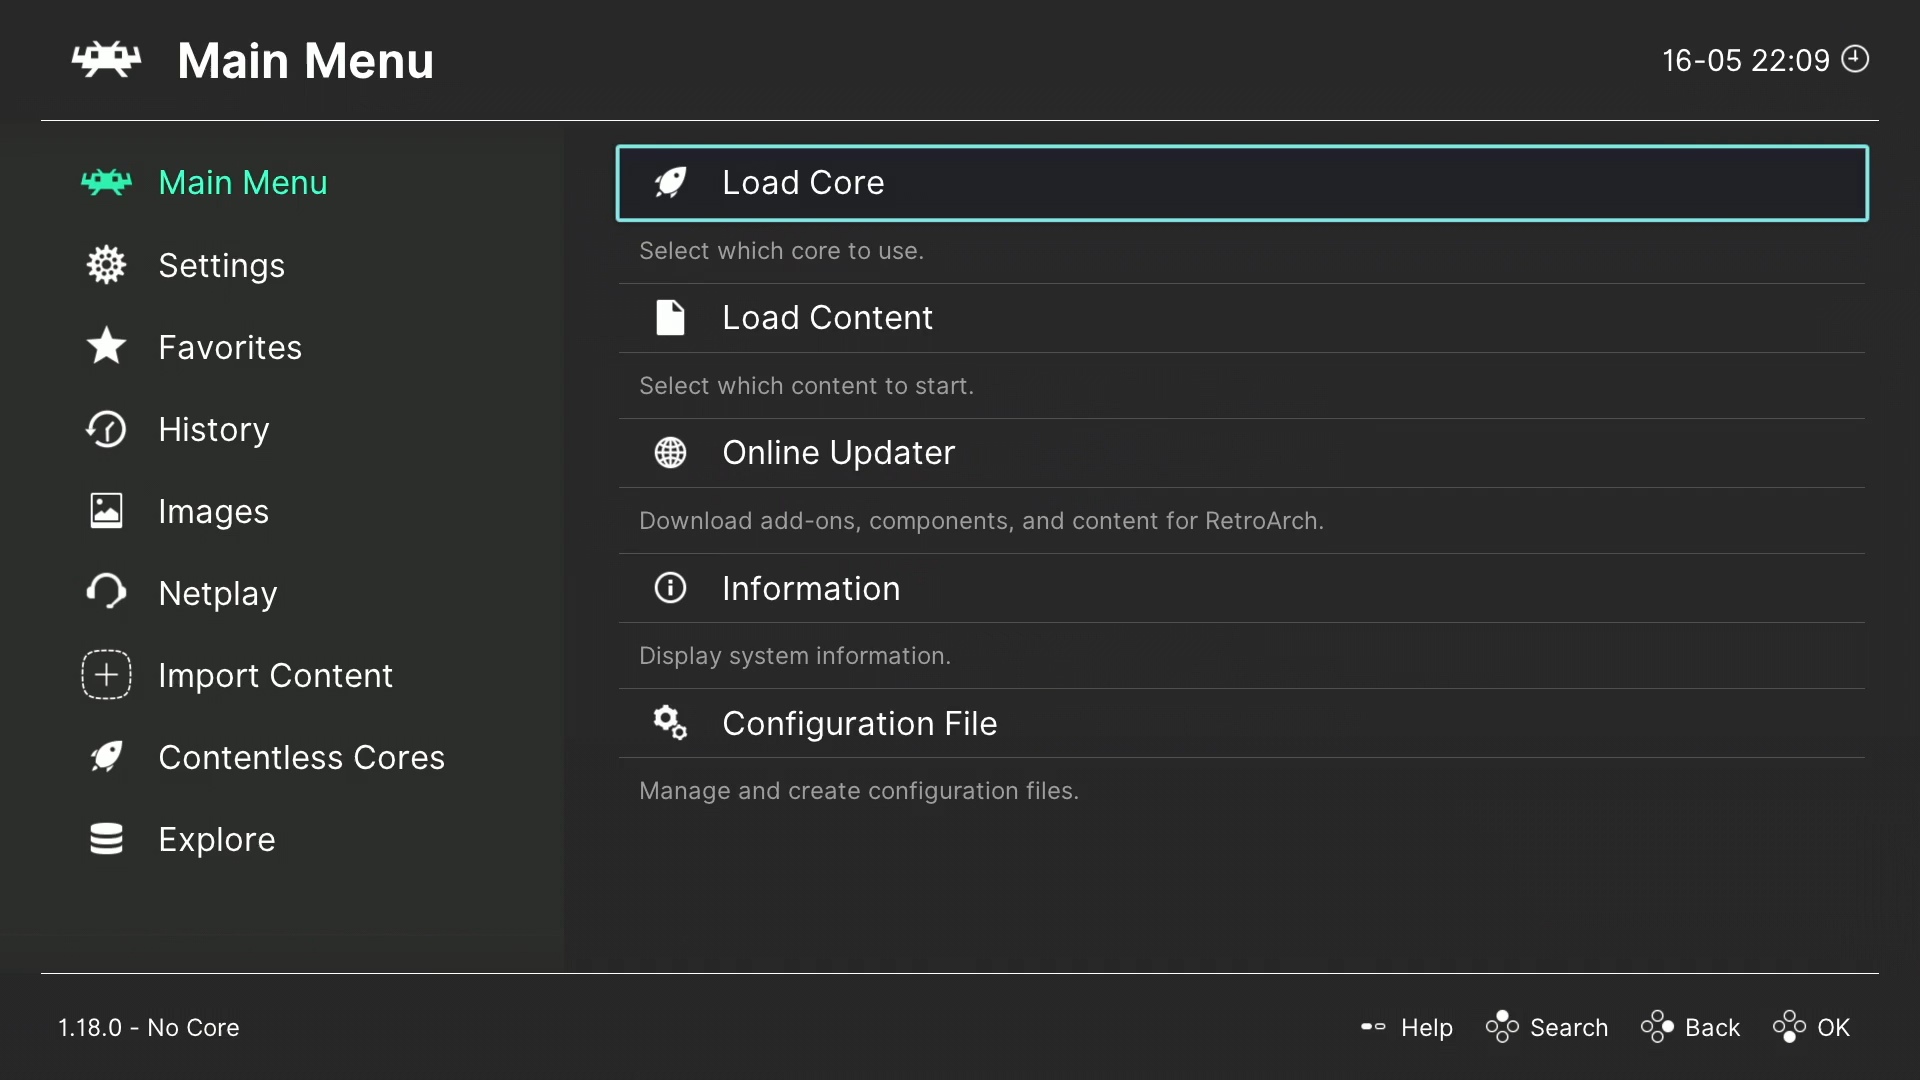 Main Menu
16-05 22:09
Main Menu
Settings
Favorites
History
Images
Netplay
Import Content
Contentless Cores
Explore
Load Core
Select which core to use.
Load Content
Select which content to start.
Online Updater
Download add-ons, components, and content for RetroArch.
Information
Display system information.
Configuration File
Manage and create configuration files.
1.18.0 - No Core
Help
Search
Back
OK